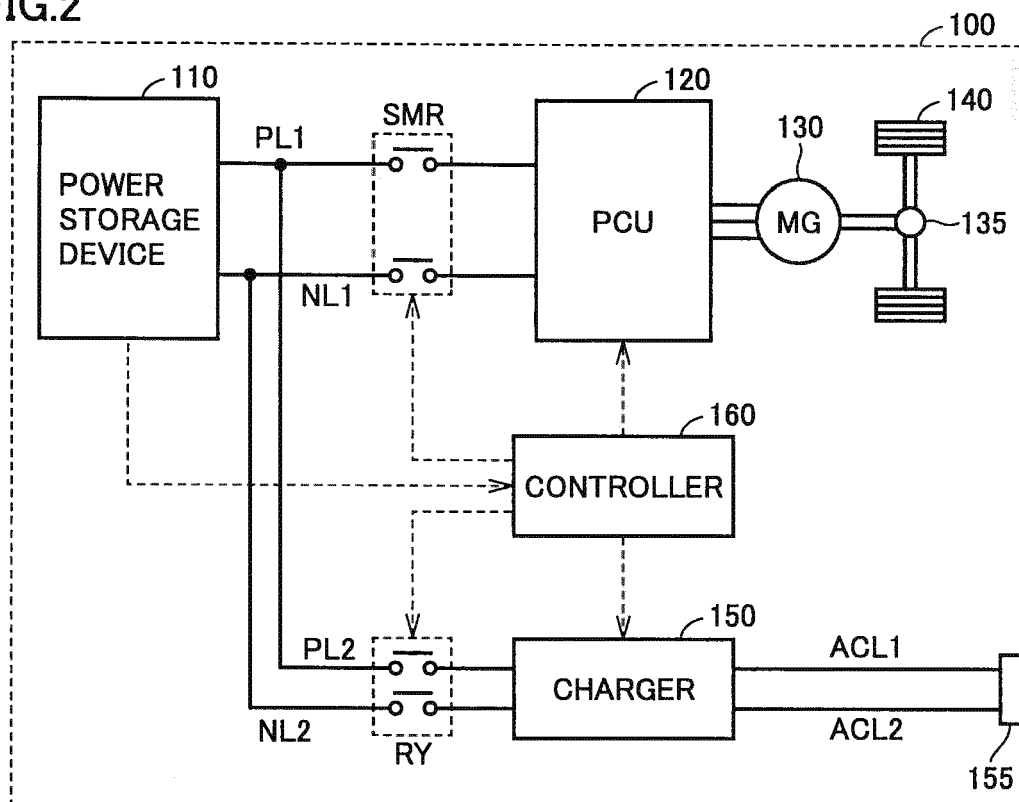 FIG.2
100
110
120
130
140
SMR
PL1
POWER
STORAGE
DEVICE
PCU
MG
135
NL1
160
CONTROLLER
150
PL2
ACL1
CHARGER
NL2
ACL2
RY
155